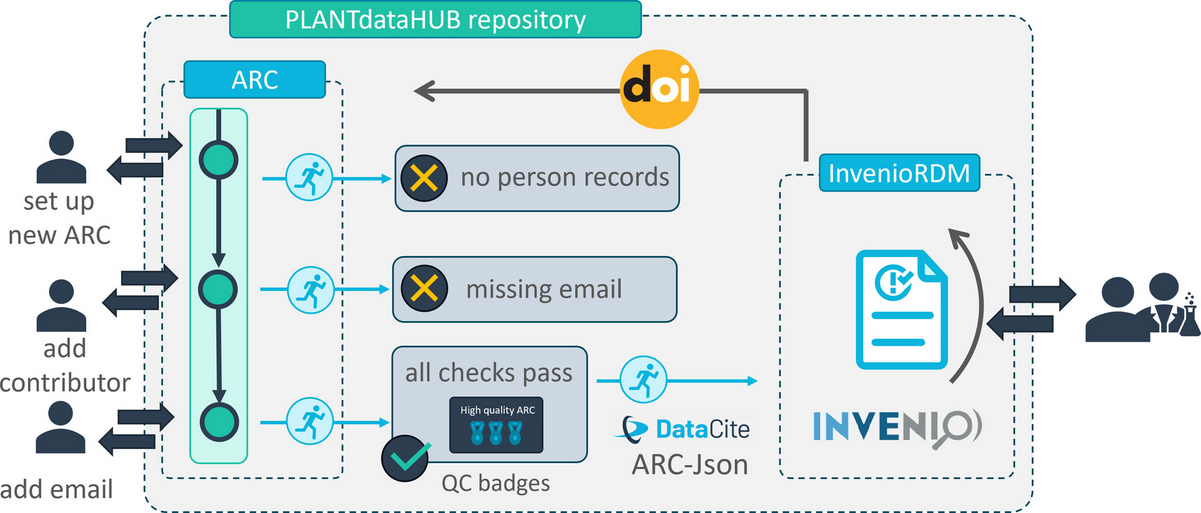 PLANTdataHUB repository
ARC
doi
set up
new ARC
no person records
InvenioRDM
add
contributor
missing email
add email
all checks pass
High quality ARC
QC badges
DataCite
ARC-Json
INVENIO